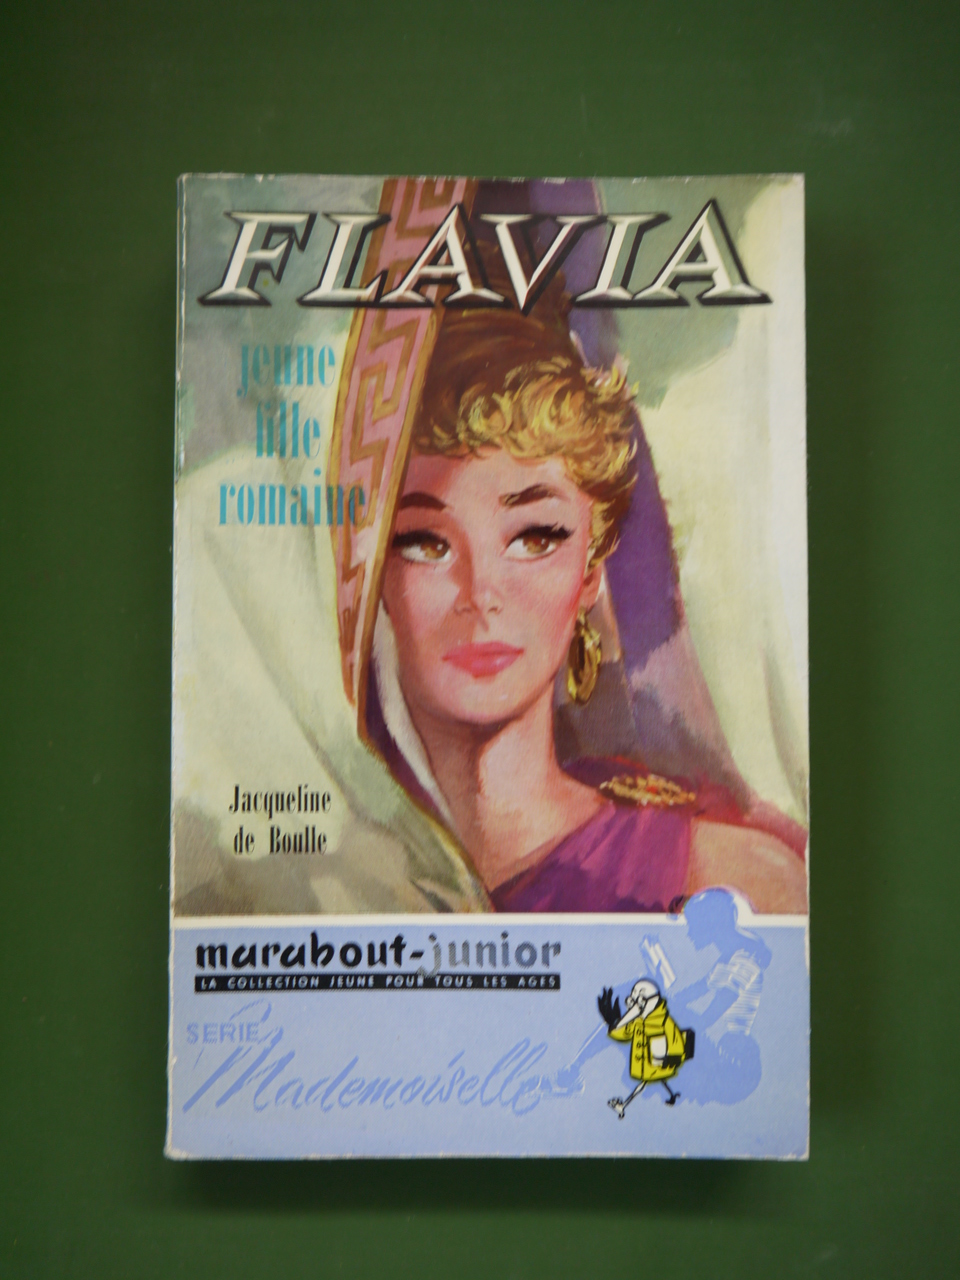 FLAVIA
jeune
fille
romaine
Jacqueline
de Boulle
marabout-junior
LA COLLECTION JEUNE POUR TOUS LES AGES
SERIE
Mademoiselle